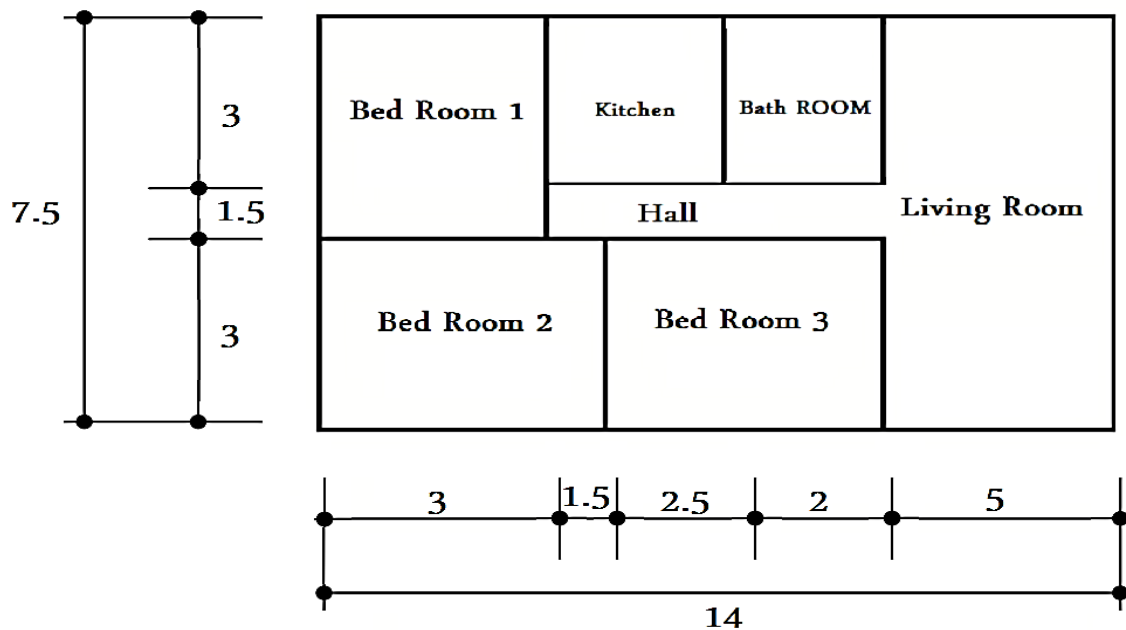 3
Bed Room 1
Kitchen
Bath ROOM
7.5
1.5
Hall
Living Room
3
Bed Room 2
Bed Room 3
3
1.5
2.5
2
5
14